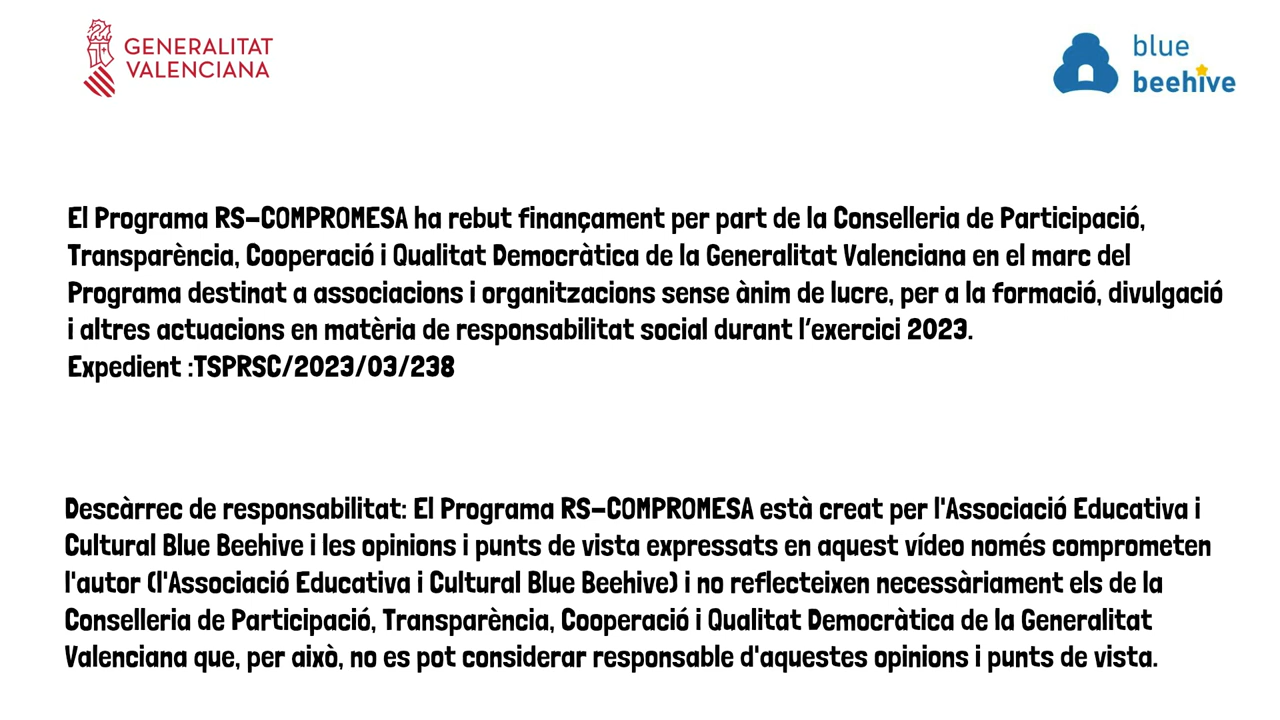 GENERALITAT
VALENCIANA
blue
beehive
El Programa RS-COMPROMESA ha rebut finançament per part de la Conselleria de Participació,
Transparència, Cooperació i Qualitat Democràtica de la Generalitat Valenciana en el marc del
Programa destinat a associacions i organitzacions sense ànim de lucre, per a la formació, divulgació
i altres actuacions en matèria de responsabilitat social durant l’exercici 2023.
Expedient :TSPRSC/2023/03/238
Descàrrec de responsabilitat: El Programa RS-COMPROMESA està creat per l'Associació Educativa i
Cultural Blue Beehive i les opinions i punts de vista expressats en aquest vídeo només comprometen
l'autor (l'Associació Educativa i Cultural Blue Beehive) i no reflecteixen necessàriament els de la
Conselleria de Participació, Transparència, Cooperació i Qualitat Democràtica de la Generalitat
Valenciana que, per això, no es pot considerar responsable d'aquestes opinions i punts de vista.